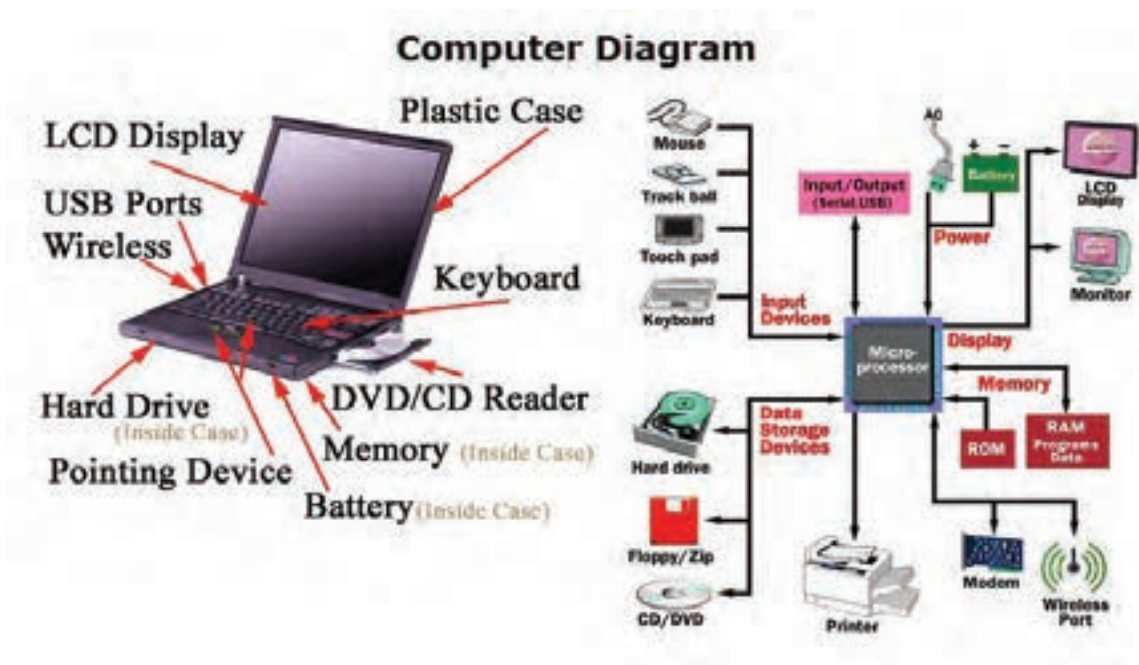 Computer Diagram
LCD Display
Plastic Case
USB Ports
Wireless
Keyboard
Hard Drive
(Inside Case)
DVD/CD Reader
Pointing Device
Memory (Inside Case)
Battery (Inside Case)
Mouse
Track ball
Touch pad
Keyboard
Input
Devices
Input/Output
(Serial, USB)
AC
+ −
Battery
Power
LCD
Display
Monitor
Display
Micro-
processor
Memory
ROM
RAM
Programs
Data
Data
Storage
Devices
Hard drive
Floppy/Zip
CD/DVD
Printer
Modem
Wireless
Port